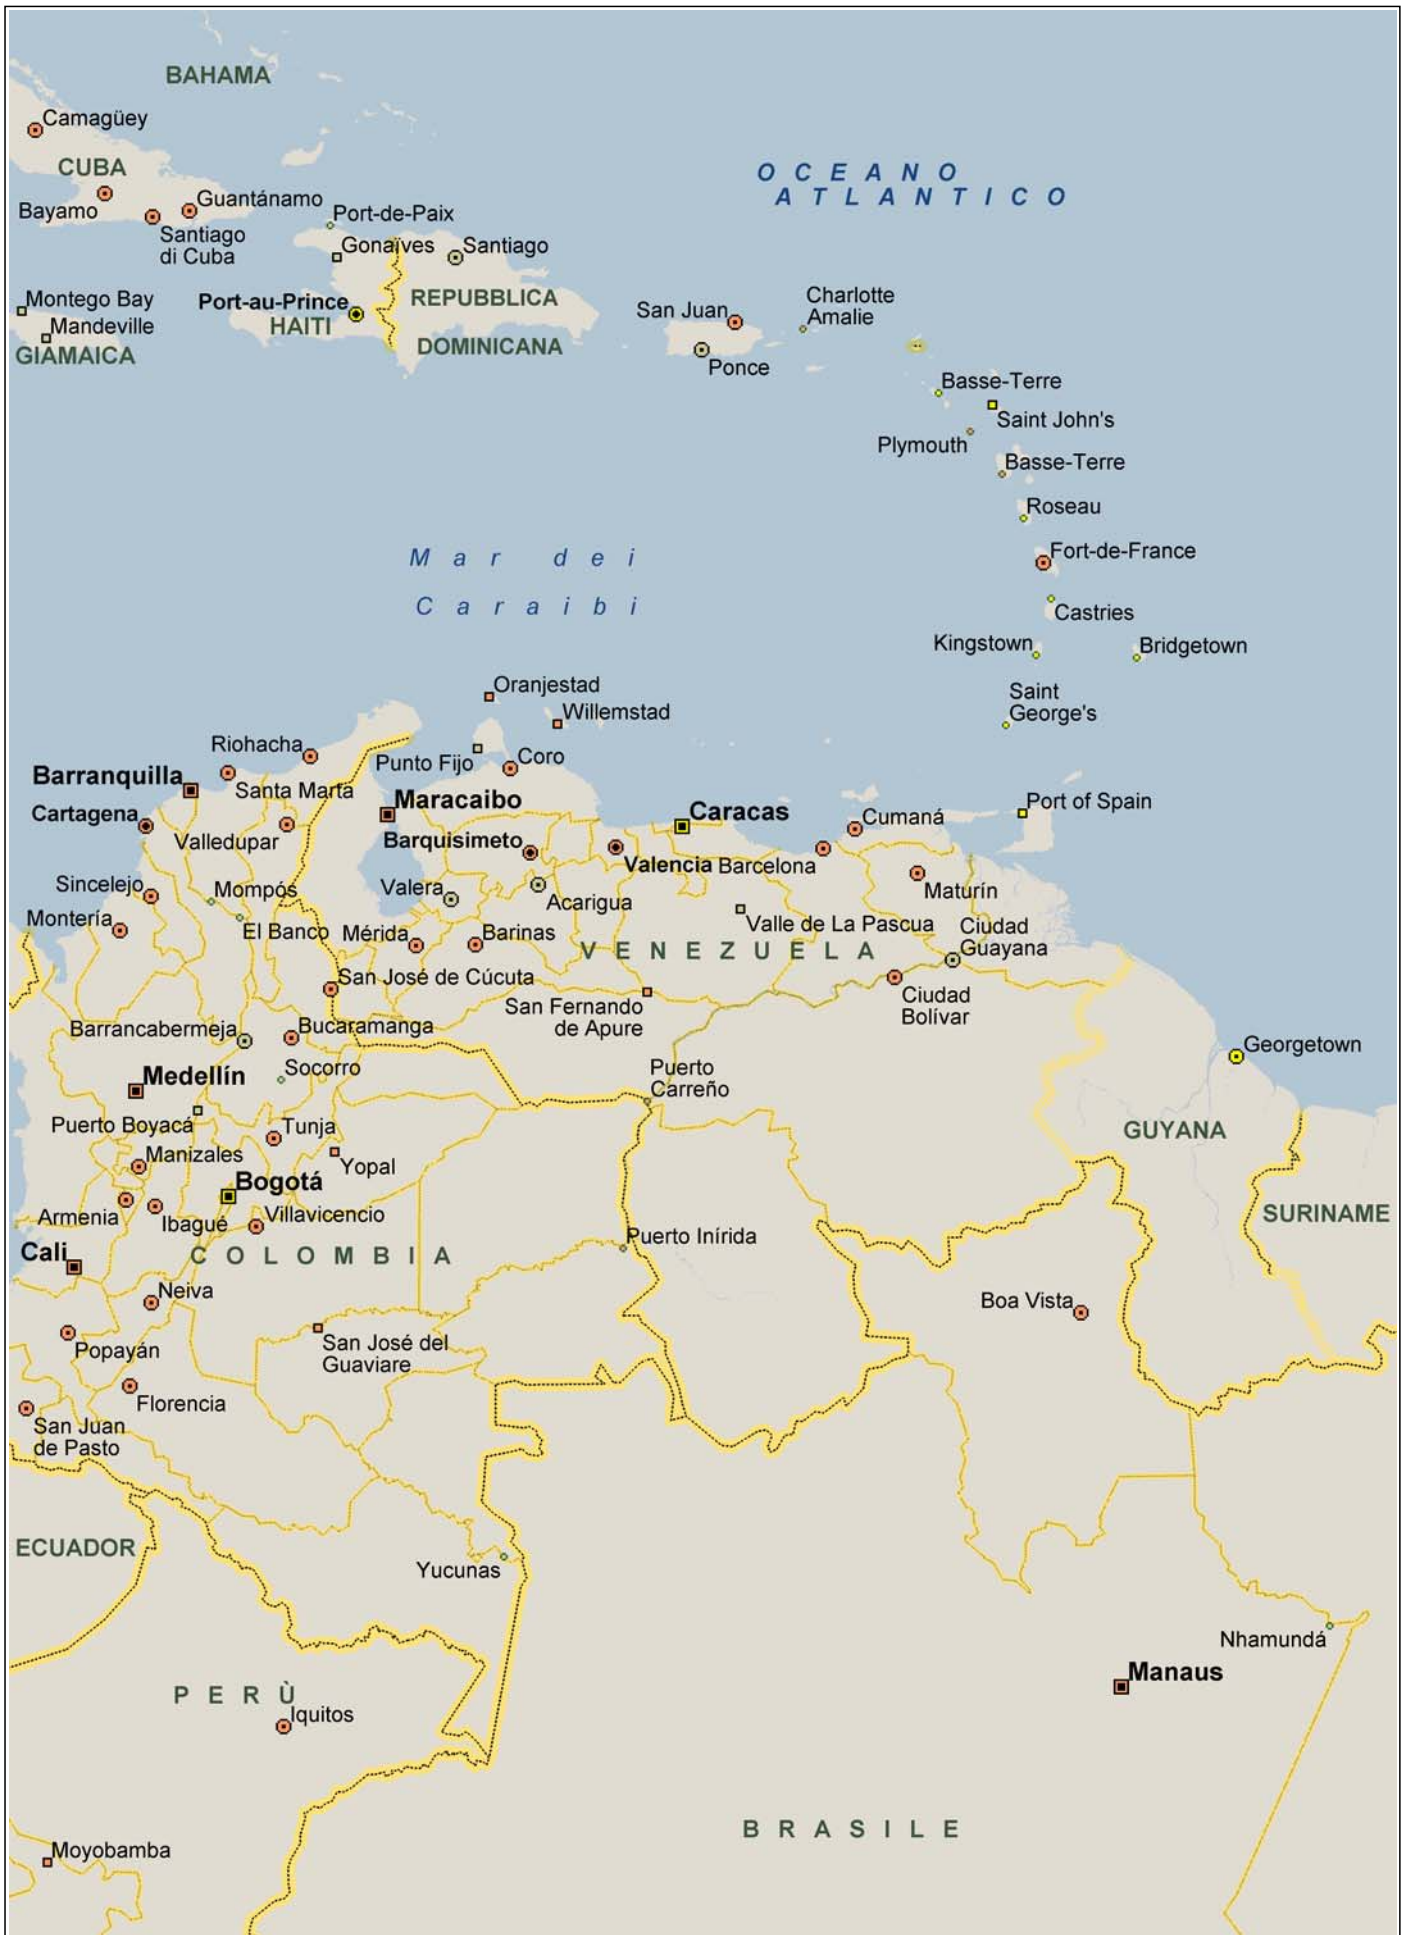 BAHAMA
Camagüey
CUBA
OCEANO
ATLANTICO
Guantánamo
Bayamo
Port-de-Paix
Santiago
di Cuba
Gonaïves
Santiago
Montego Bay
Port-au-Prince
REPUBBLICA
Charlotte
Amalie
San Juan
Mandeville
HAITI
GIAMAICA
DOMINICANA
Ponce
Basse-Terre
Saint John's
Plymouth
Basse-Terre
Roseau
Mar dei
Caraibi
Fort-de-France
Castries
Kingstown
Bridgetown
Oranjestad
Willemstad
Saint
George's
Riohacha
Punto Fijo
Coro
Barranquilla
Santa Marta
Maracaibo
Caracas
Port of Spain
Cartagena
Cumaná
Valledupar
Barquisimeto
Valencia
Barcelona
Sincelejo
Mompós
Valera
Acarigua
Maturín
Montería
El Banco
Mérida
Barinas
Valle de La Pascua
Ciudad
Guayana
VENEZUELA
San José de Cúcuta
San Fernando
de Apure
Ciudad
Bolívar
Barrancabermeja
Bucaramanga
Georgetown
Medellín
Socorro
Puerto
Carreño
Puerto Boyacá
Tunja
GUYANA
Manizales
Yopal
Bogotá
Armenia
Ibagué
Villavicencio
SURINAME
Cali
COLOMBIA
Puerto Inírida
Neiva
Boa Vista
Popayán
San José del
Guaviare
Florencia
San Juan
de Pasto
ECUADOR
Yucunas
Nhamundá
Manaus
PERÙ
Iquitos
BRASILE
Moyobamba